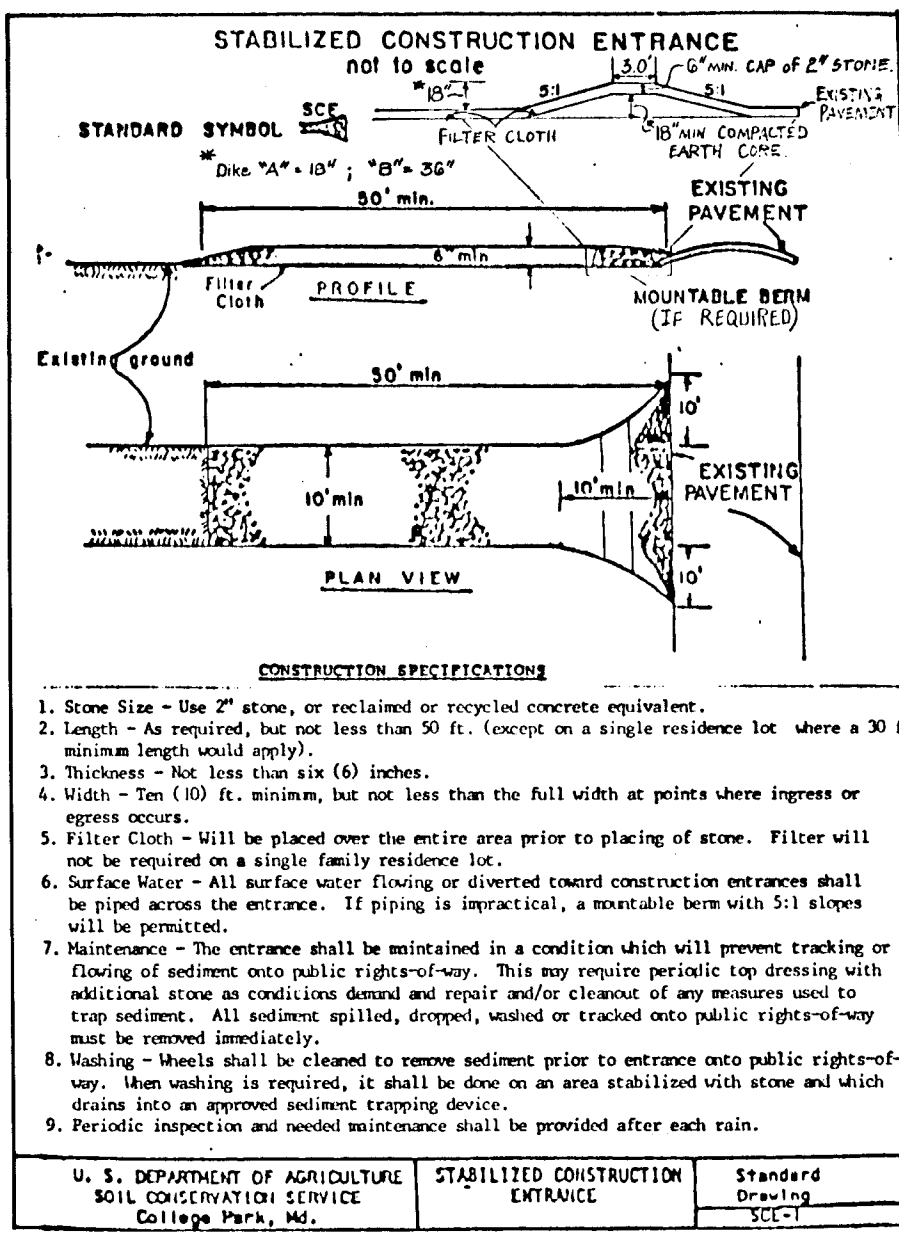 STABILIZED CONSTRUCTION ENTRANCE
not to scale
3.0'
6" MIN. CAP OF 2" STONE.
* 18"
5:1
5:1
EXISTING
PAVEMENT
STANDARD SYMBOL
SCE
FILTER CLOTH
* 18" MIN COMPACTED
EARTH CORE.
* Dike "A" = 18" ; "B" = 36"
50' min.
EXISTING
PAVEMENT
6" min
Filter
Cloth
PROFILE
MOUNTABLE BERM
(IF REQUIRED)
Existing ground
50' min
10'
10' min
10' min
EXISTING
PAVEMENT
10'
PLAN VIEW
CONSTRUCTION SPECIFICATIONS
1. Stone Size - Use 2" stone, or reclaimed or recycled concrete equivalent.
2. Length - As required, but not less than 50 ft. (except on a single residence lot where a 30 f
minimum length would apply).
3. Thickness - Not less than six (6) inches.
4. Width - Ten (10) ft. minimum, but not less than the full width at points where ingress or
egress occurs.
5. Filter Cloth - Will be placed over the entire area prior to placing of stone. Filter will
not be required on a single family residence lot.
6. Surface Water - All surface water flowing or diverted toward construction entrances shall
be piped across the entrance. If piping is impractical, a mountable berm with 5:1 slopes
will be permitted.
7. Maintenance - The entrance shall be maintained in a condition which will prevent tracking or
flowing of sediment onto public rights-of-way. This may require periodic top dressing with
additional stone as conditions demand and repair and/or cleanout of any measures used to
trap sediment. All sediment spilled, dropped, washed or tracked onto public rights-of-way
must be removed immediately.
8. Washing - Wheels shall be cleaned to remove sediment prior to entrance onto public rights-of-
way. When washing is required, it shall be done on an area stabilized with stone and which
drains into an approved sediment trapping device.
9. Periodic inspection and needed maintenance shall be provided after each rain.
U. S. DEPARTMENT OF AGRICULTURE
SOIL CONSERVATION SERVICE
College Park, Md.
STABILIZED CONSTRUCTION
ENTRANCE
Standard
Drawing
SCE-1